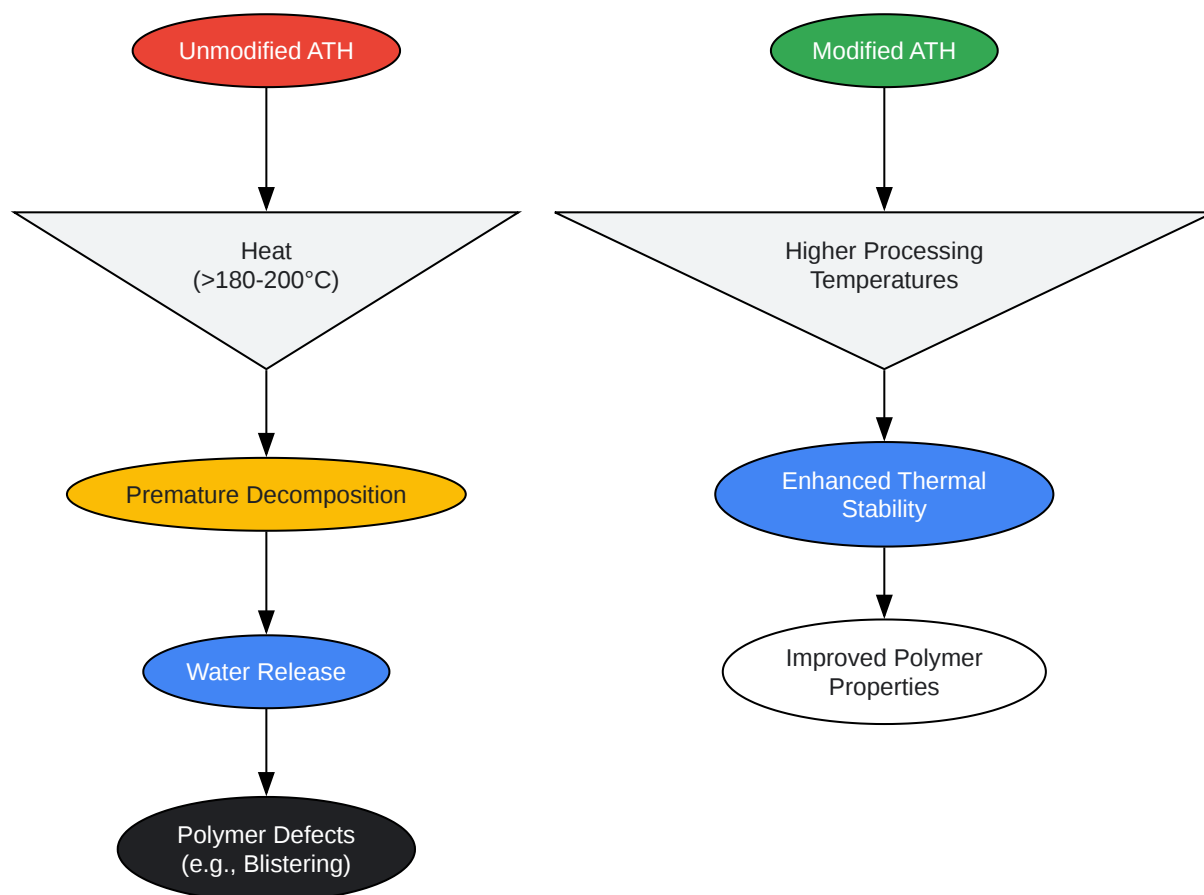 Unmodified ATH
Heat
(>180-200°C)
Premature Decomposition
Water Release
Polymer Defects
(e.g., Blistering)
Modified ATH
Higher Processing
Temperatures
Enhanced Thermal
Stability
Improved Polymer
Properties